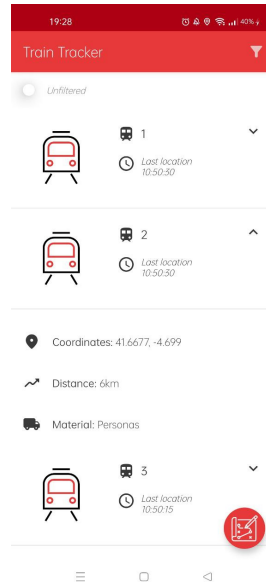 19:28
40%
Train Tracker
Unfiltered
1
Last location
10:50:30
2
Last location
10:50:30
Coordinates: 41.6677, -4.699
Distance: 6km
Material: Personas
3
Last location
10:50:15